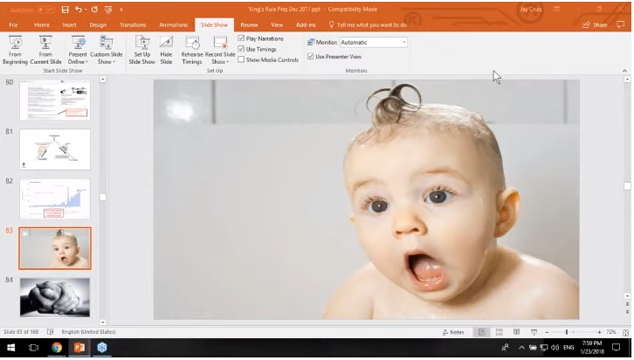 AutoSave
"King's Rule Prep Dec 2017.ppt - Compatibility Mode
File Home Insert Design Transitions Animations Slide Show Review View Add-ins Tell me what you want to do Share
From Beginning
From Current Slide
Present Online
Custom Slide Show
Set Up Slide Show
Hide Slide
Rehearse Timings
Record Slide Show
Play Narrations
Use Timings
Show Media Controls
Monitor: Automatic
Use Presenter View
Start Slide Show Set Up Monitors
80
81
82
83
84
Slide 83 of 168 English (United States) Notes 72%
ENG 7:59 PM
1/23/2018